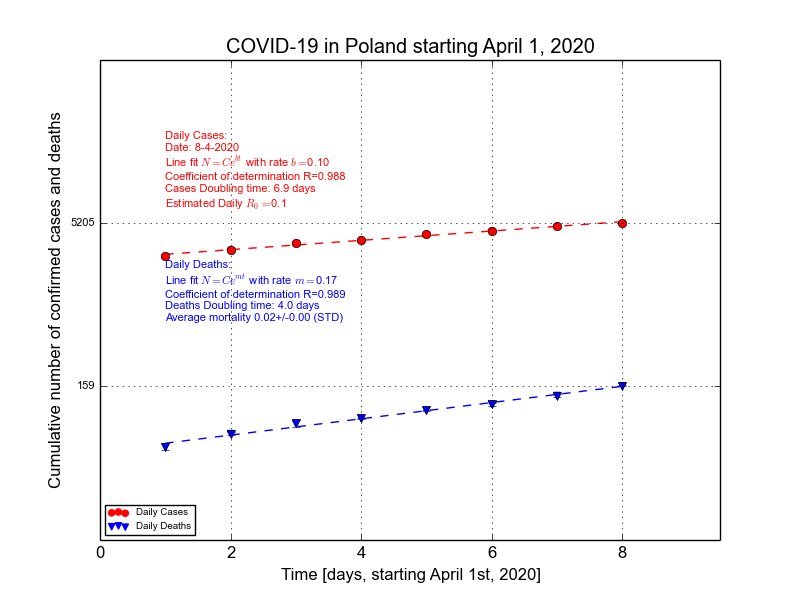 COVID-19 in Poland starting April 1, 2020
Cumulative number of confirmed cases and deaths
5205
159
Daily Cases:
Date: 8-4-2020
Line fit N = Ce^{bt} with rate b =0.10
Coefficient of determination R=0.988
Cases Doubling time: 6.9 days
Estimated Daily R_0 =0.1
Daily Deaths:
Line fit N = Ce^{mt} with rate m =0.17
Coefficient of determination R=0.989
Deaths Doubling time: 4.0 days
Average mortality 0.02+/-0.00 (STD)
Daily Cases
Daily Deaths
0 2 4 6 8
Time [days, starting April 1st, 2020]